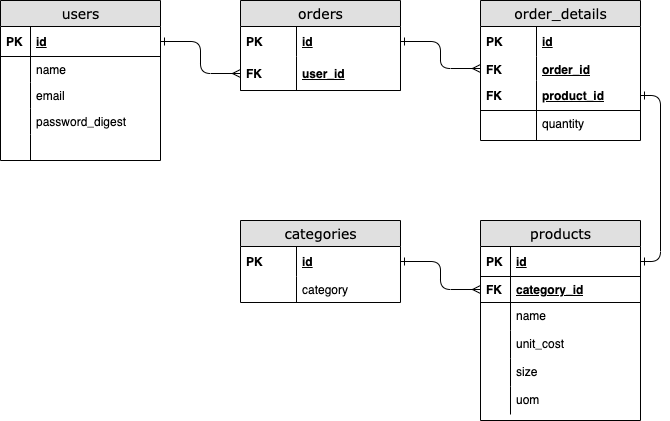 users
PK id
name
email
password_digest
orders
PK id
FK user_id
order_details
PK id
FK order_id
FK product_id
quantity
categories
PK id
category
products
PK id
FK category_id
name
unit_cost
size
uom